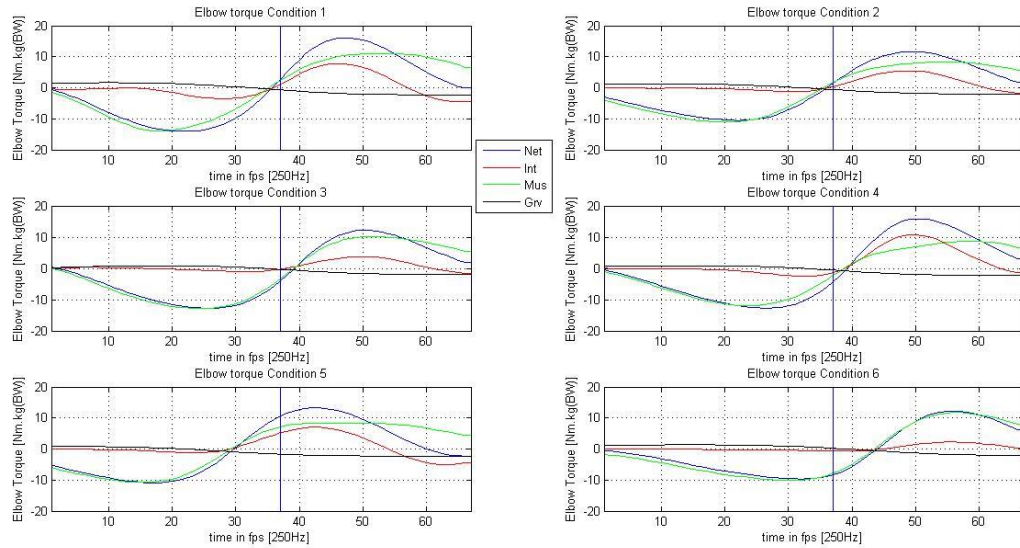 Elbow torque Condition 1
Elbow Torque [Nm.kg(BW)]
20
10
0
-10
-20
10 20 30 40 50 60
time in fps [250Hz]
Elbow torque Condition 2
Elbow Torque [Nm.kg(BW)]
20
10
0
-10
-20
10 20 30 40 50 60
time in fps [250Hz]
Net
Int
Mus
Grv
Elbow torque Condition 3
Elbow Torque [Nm.kg(BW)]
20
10
0
-10
-20
10 20 30 40 50 60
time in fps [250Hz]
Elbow torque Condition 4
Elbow Torque [Nm.kg(BW)]
20
10
0
-10
-20
10 20 30 40 50 60
time in fps [250Hz]
Elbow torque Condition 5
Elbow Torque [Nm.kg(BW)]
20
10
0
-10
-20
10 20 30 40 50 60
time in fps [250Hz]
Elbow torque Condition 6
Elbow Torque [Nm.kg(BW)]
20
10
0
-10
-20
10 20 30 40 50 60
time in fps [250Hz]